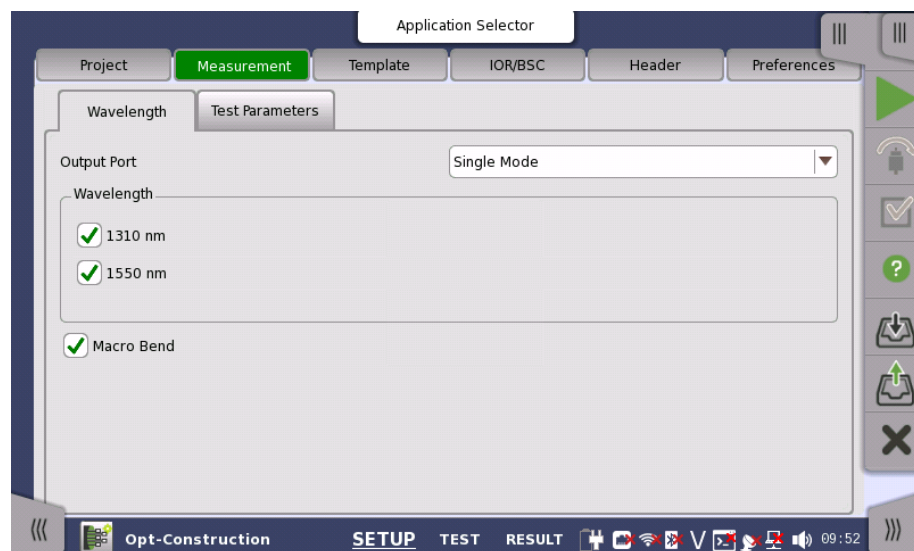 Application Selector
Project Measurement Template IOR/BSC Header Preferences
Wavelength Test Parameters
Output Port Single Mode
Wavelength
1310 nm
1550 nm
Macro Bend
Opt-Construction SETUP TEST RESULT 09:52